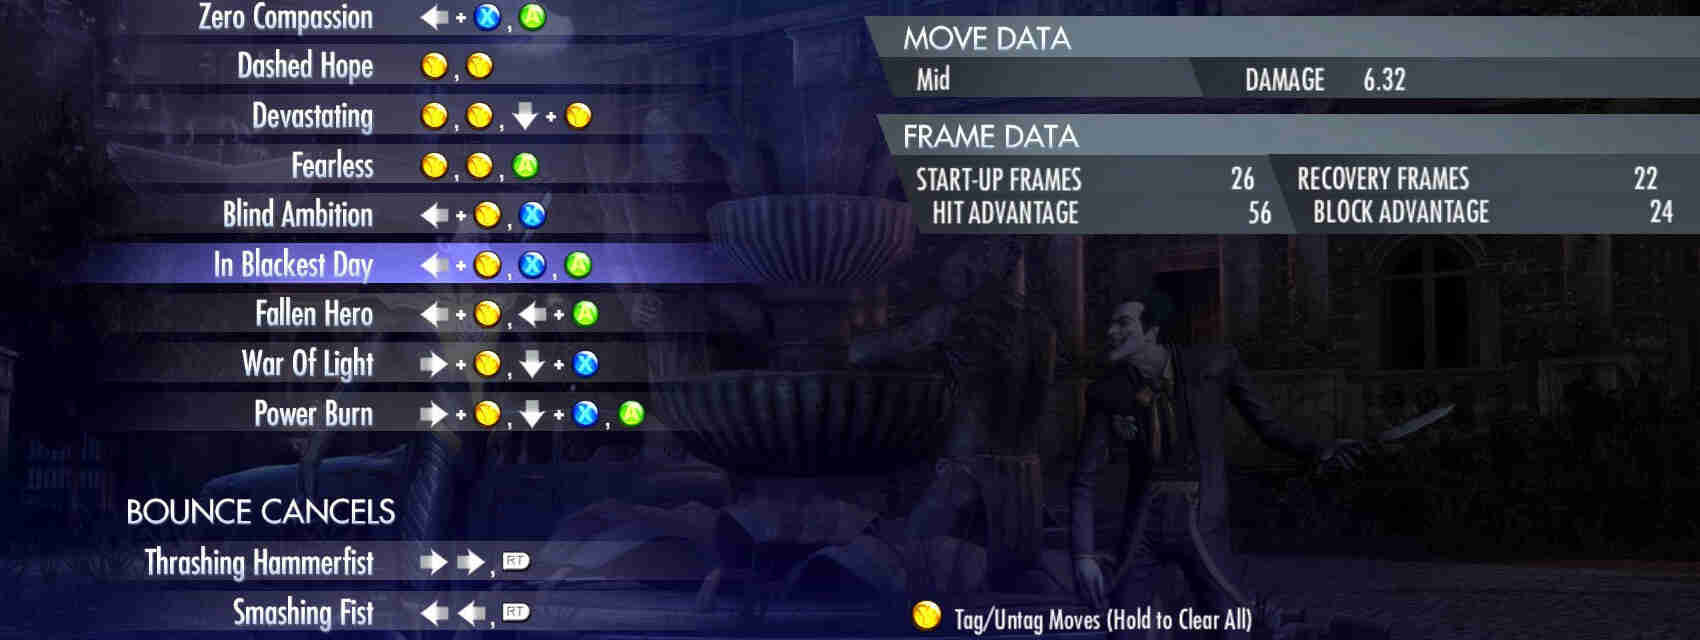 Zero Compassion + X , A
Dashed Hope Y , Y
Devastating Y , Y , + Y
Fearless Y , Y , A
Blind Ambition + Y , X
In Blackest Day + Y , X , A
Fallen Hero + Y , + A
War Of Light + Y , + X
Power Burn + Y , + X , A
BOUNCE CANCELS
Thrashing Hammerfist , RT
Smashing Fist , RT
MOVE DATA
Mid DAMAGE 6.32
FRAME DATA
START-UP FRAMES 26 RECOVERY FRAMES 22
HIT ADVANTAGE 56 BLOCK ADVANTAGE 24
Y Tag/Untag Moves (Hold to Clear All)